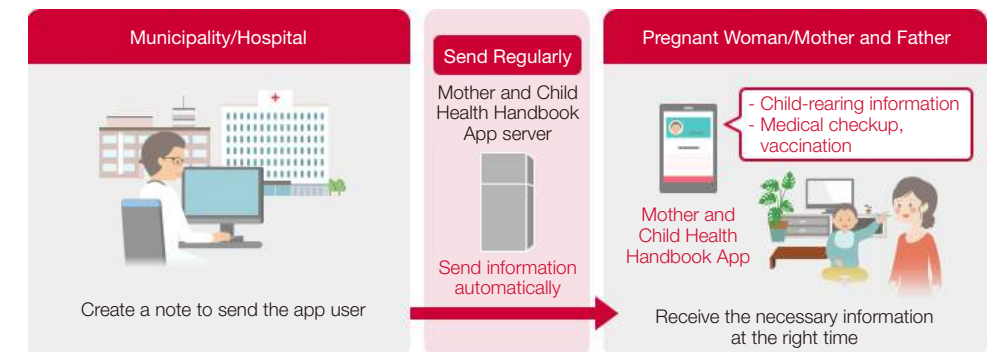 Municipality/Hospital
Create a note to send the app user
Send Regularly
Mother and Child
Health Handbook
App server
Send information
automatically
Pregnant Woman/Mother and Father
- Child-rearing information
- Medical checkup,
vaccination
Mother and
Child Health
Handbook App
Receive the necessary information
at the right time